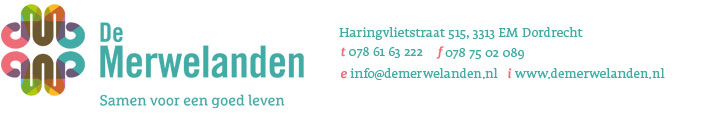 De
Merwelanden
Samen voor een goed leven
Haringvlietstraat 515, 3313 EM Dordrecht
t 078 61 63 222 f 078 75 02 089
e info@demerwelanden.nl i www.demerwelanden.nl